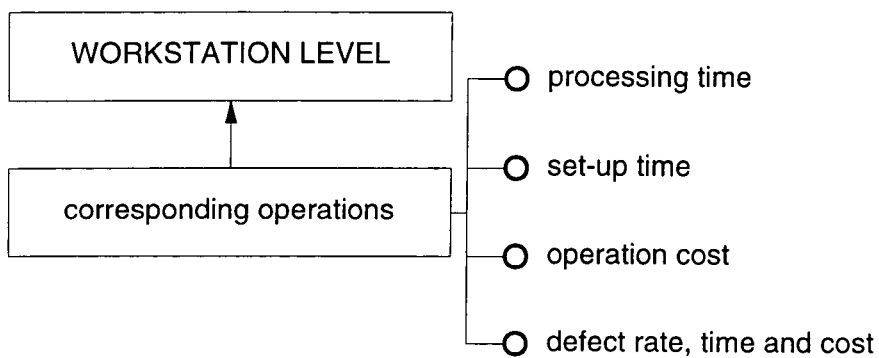 WORKSTATION LEVEL
corresponding operations
processing time
set-up time
operation cost
defect rate, time and cost